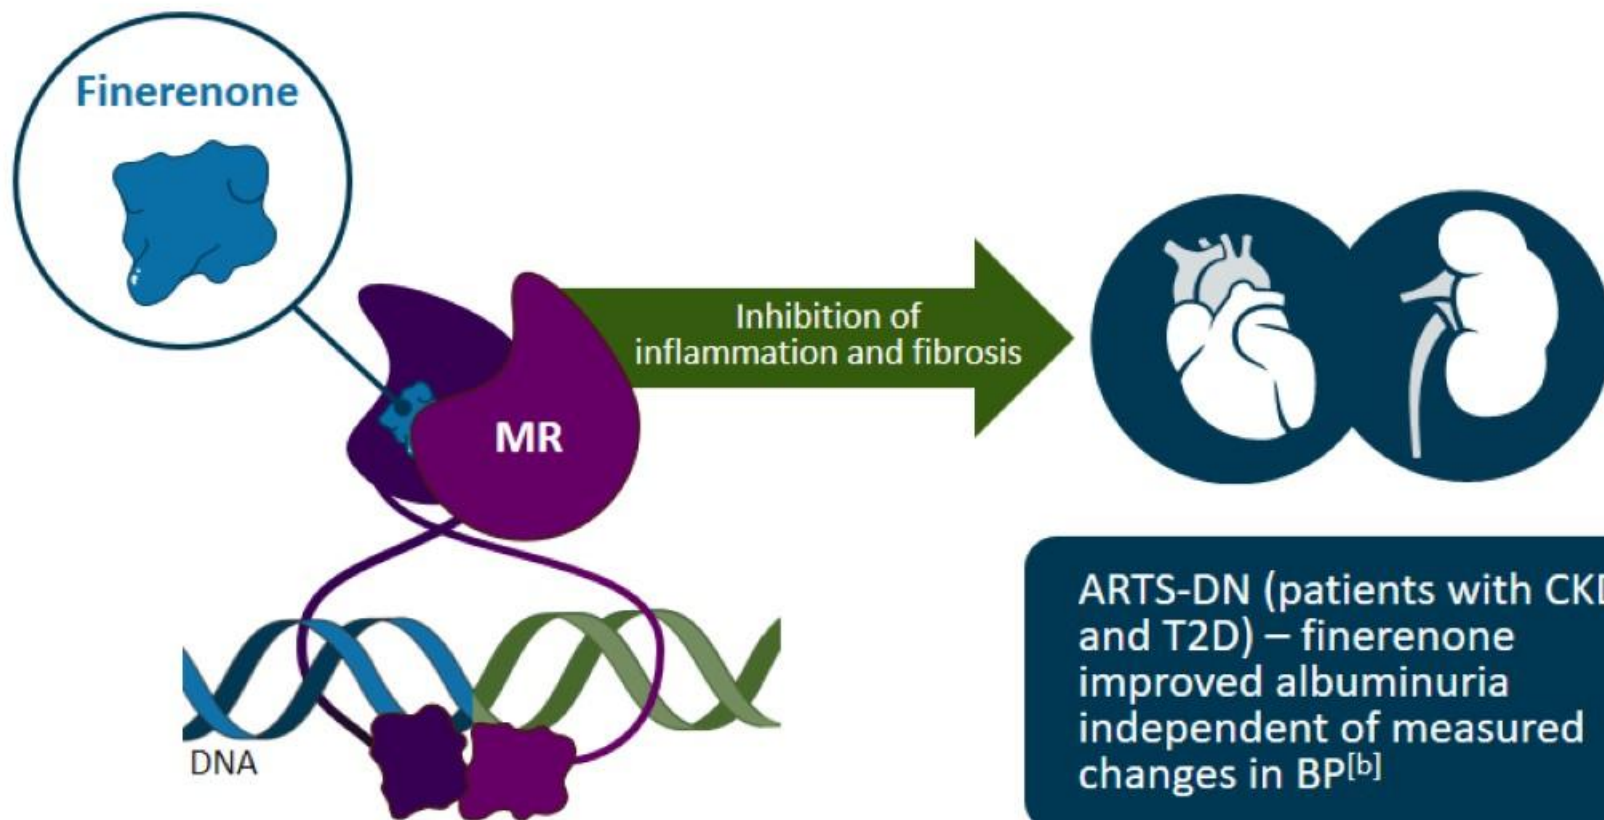 Finerenone
Inhibition of
inflammation and fibrosis
MR
DNA
ARTS-DN (patients with CKD
and T2D) – finerenone
improved albuminuria
independent of measured
changes in BP[b]